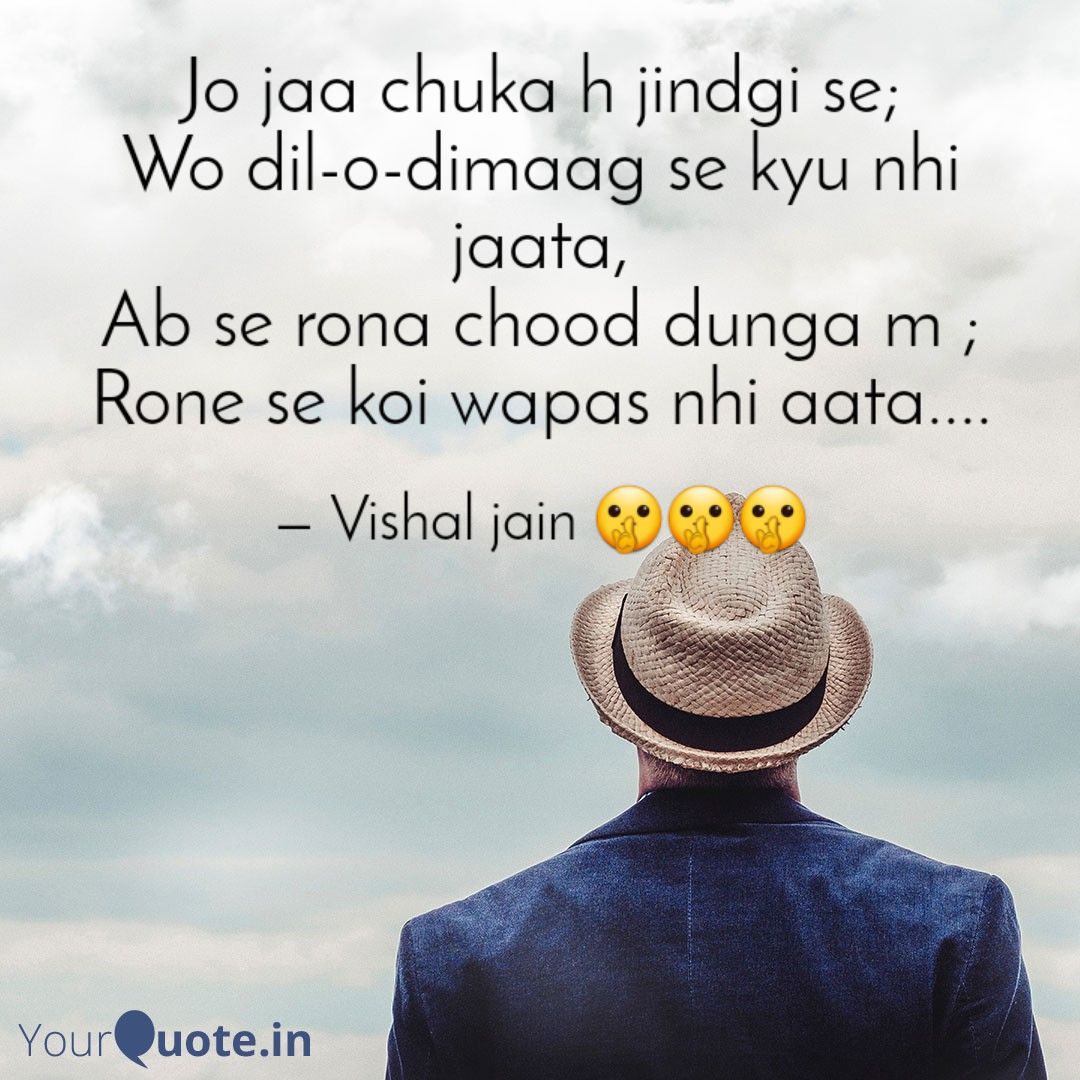 Jo jaa chuka h jindgi se;
Wo dil-o-dimaag se kyu nhi
jaata,
Ab se rona chood dunga m ;
Rone se koi wapas nhi aata....
– Vishal jain 🤫🤫🤫
YourQuote.in